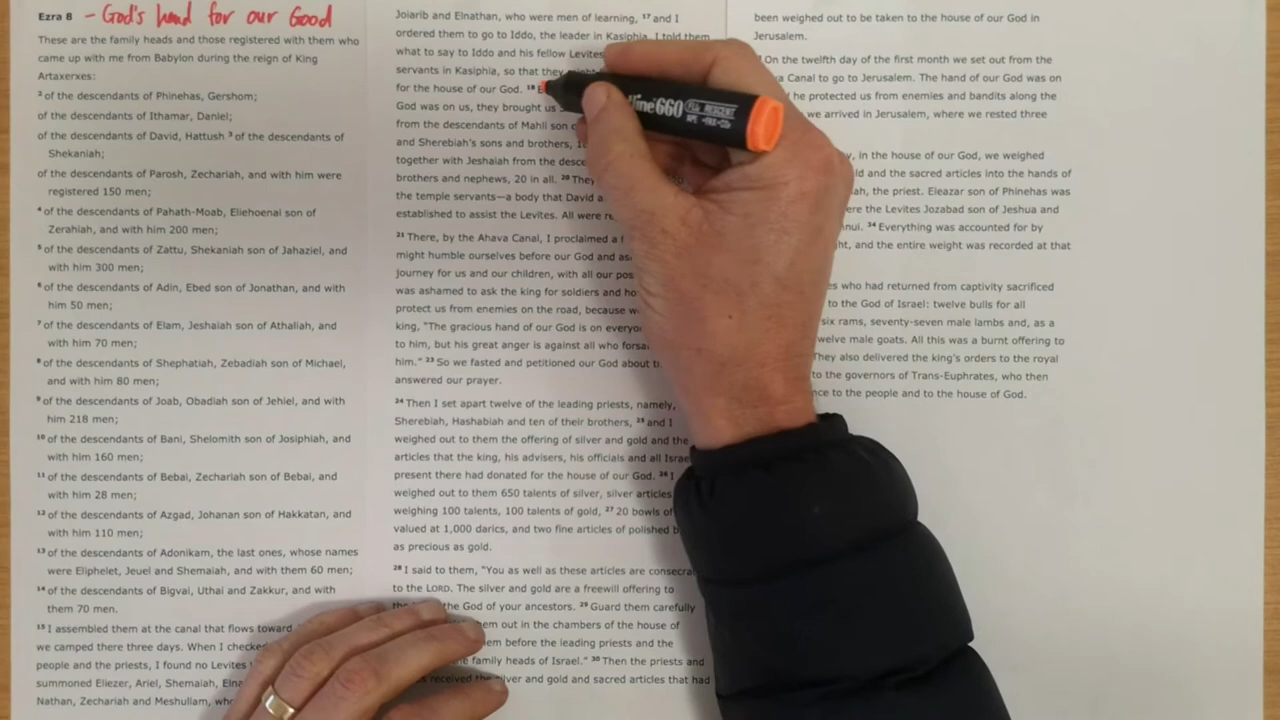 Ezra 8 - God's hand for our Good
These are the family heads and those registered with them who
came up with me from Babylon during the reign of King
Artaxerxes:
2 of the descendants of Phinehas, Gershom;
of the descendants of Ithamar, Daniel;
of the descendants of David, Hattush 3 of the descendants of
Shekaniah;
of the descendants of Parosh, Zechariah, and with him were
registered 150 men;
4 of the descendants of Pahath-Moab, Eliehoenai son of
Zerahiah, and with him 200 men;
5 of the descendants of Zattu, Shekaniah son of Jahaziel, and
with him 300 men;
6 of the descendants of Adin, Ebed son of Jonathan, and with
him 50 men;
7 of the descendants of Elam, Jeshaiah son of Athaliah, and
with him 70 men;
8 of the descendants of Shephatiah, Zebadiah son of Michael,
and with him 80 men;
9 of the descendants of Joab, Obadiah son of Jehiel, and with
him 218 men;
10 of the descendants of Bani, Shelomith son of Josiphiah, and
with him 160 men;
11 of the descendants of Bebai, Zechariah son of Bebai, and
with him 28 men;
12 of the descendants of Azgad, Johanan son of Hakkatan, and
with him 110 men;
13 of the descendants of Adonikam, the last ones, whose names
were Eliphelet, Jeuel and Shemaiah, and with them 60 men;
14 of the descendants of Bigvai, Uthai and Zakkur, and with
them 70 men.
15 I assembled them at the canal that flows toward
we camped there three days. When I checked
people and the priests, I found no Levites
summoned Eliezer, Ariel, Shemaiah,
Nathan, Zechariah and Meshullam,
Joiarib and Elnathan, who were men of learning, 17 and I
ordered them to go to Iddo, the leader in Kasiphia. I told them
what to say to Iddo and his fellow Levites
servants in Kasiphia, so that they might
for the house of our God. 18
God was on us, they brought us
from the descendants of Mahli son
and Sherebiah's sons and brothers,
together with Jeshaiah from the
brothers and nephews, 20 in all. 20 They
the temple servants—a body that David
established to assist the Levites. All were
21 There, by the Ahava Canal, I proclaimed a
might humble ourselves before our God and
journey for us and our children, with all our
was ashamed to ask the king for soldiers and
protect us from enemies on the road, because
king, "The gracious hand of our God is on
to him, but his great anger is against all who
him." 23 So we fasted and petitioned our God about
answered our prayer.
24 Then I set apart twelve of the leading priests, namely,
Sherebiah, Hashabiah and ten of their brothers, 25 and I
weighed out to them the offering of silver and gold and the
articles that the king, his advisers, his officials and all
present there had donated for the house of our God. 26 I
weighed out to them 650 talents of silver, silver articles
weighing 100 talents, 100 talents of gold, 27 20 bowls of
valued at 1,000 darics, and two fine articles of polished
as precious as gold.
28 I said to them, "You as well as these articles are
to the LORD. The silver and gold are a freewill offering to
the God of your ancestors. 29 Guard them carefully
out in the chambers of the house of
before the leading priests and the
family heads of Israel." 30 Then the priests and
received the silver and gold and sacred articles that had
been weighed out to be taken to the house of our God in
Jerusalem.
On the twelfth day of the first month we set out from the
Canal to go to Jerusalem. The hand of our God was on
he protected us from enemies and bandits along the
we arrived in Jerusalem, where we rested three
in the house of our God, we weighed
and the sacred articles into the hands of
the priest. Eleazar son of Phinehas was
the Levites Jozabad son of Jeshua and
34 Everything was accounted for by
and the entire weight was recorded at that
who had returned from captivity sacrificed
to the God of Israel: twelve bulls for all
six rams, seventy-seven male lambs and, as a
male goats. All this was a burnt offering to
They also delivered the king's orders to the royal
to the governors of Trans-Euphrates, who then
to the people and to the house of God.
660